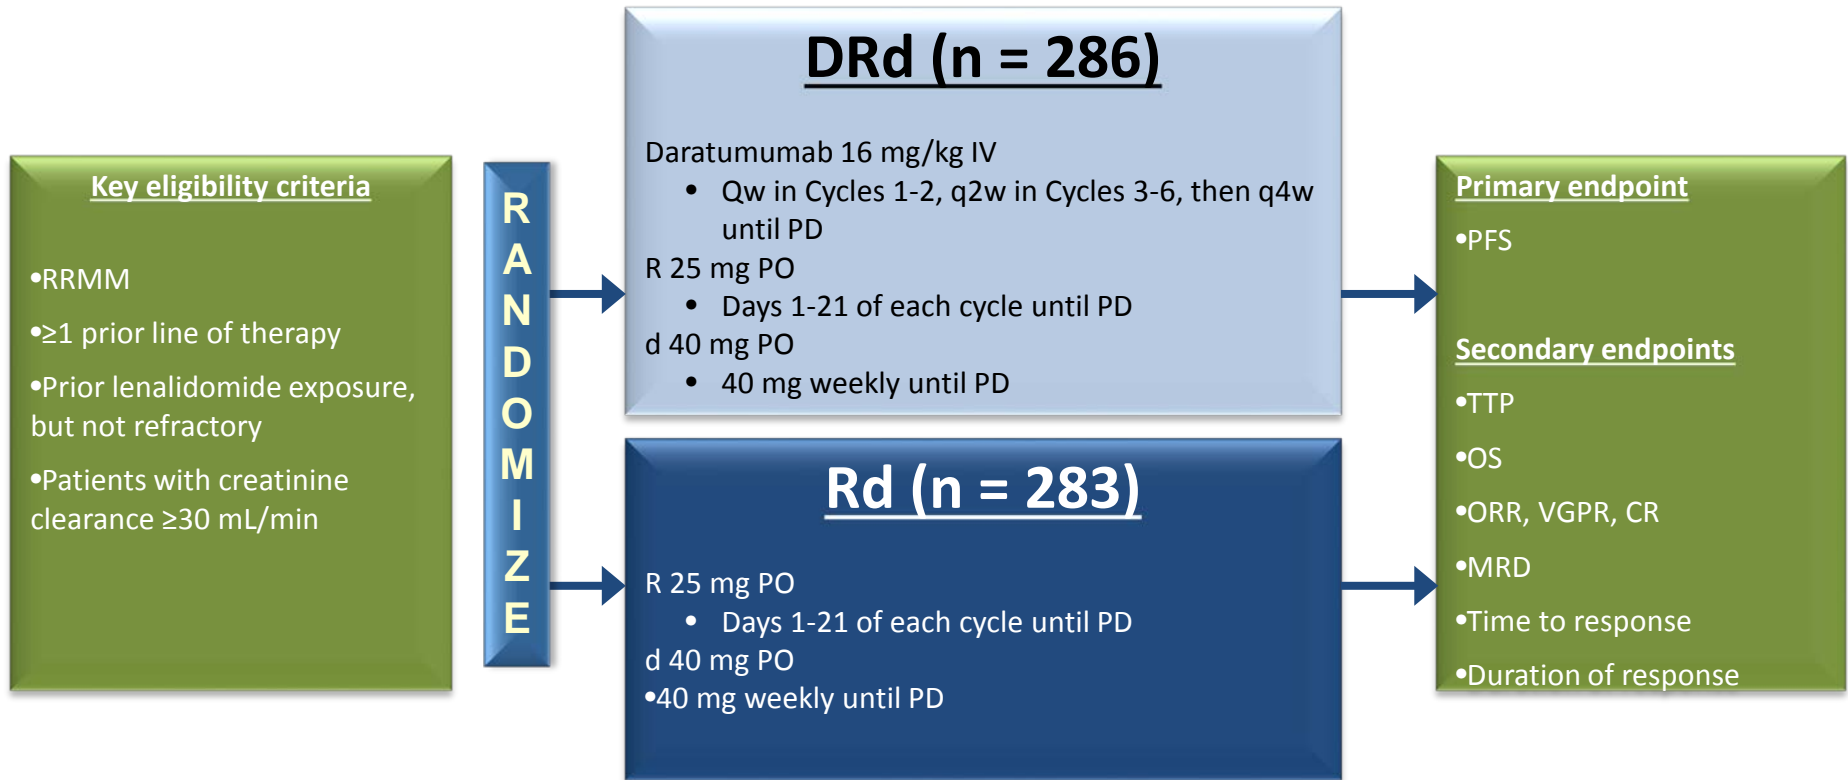 Key eligibility criteria
•RRMM
•≥1 prior line of therapy
•Prior lenalidomide exposure,
but not refractory
•Patients with creatinine
clearance ≥30 mL/min
R
A
N
D
O
M
I
Z
E
DRd (n = 286)
Daratumumab 16 mg/kg IV
• Qw in Cycles 1-2, q2w in Cycles 3-6, then q4w
until PD
R 25 mg PO
• Days 1-21 of each cycle until PD
d 40 mg PO
• 40 mg weekly until PD
Rd (n = 283)
R 25 mg PO
• Days 1-21 of each cycle until PD
d 40 mg PO
•40 mg weekly until PD
Primary endpoint
•PFS
Secondary endpoints
•TTP
•OS
•ORR, VGPR, CR
•MRD
•Time to response
•Duration of response